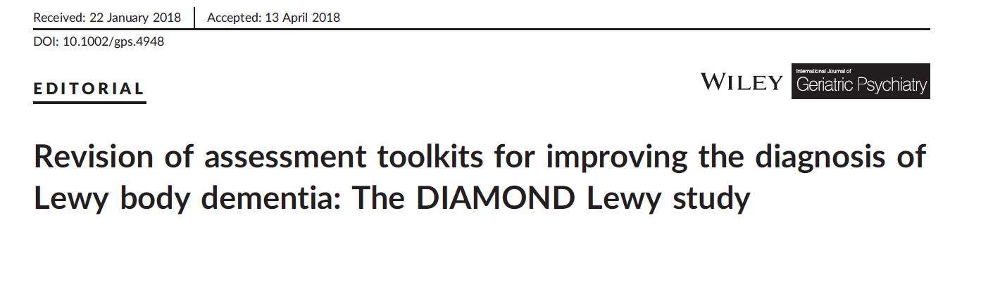 Received: 22 January 2018 Accepted: 13 April 2018
DOI: 10.1002/gps.4948
EDITORIAL
WILEY
International Journal of
Geriatric Psychiatry
Revision of assessment toolkits for improving the diagnosis of
Lewy body dementia: The DIAMOND Lewy study